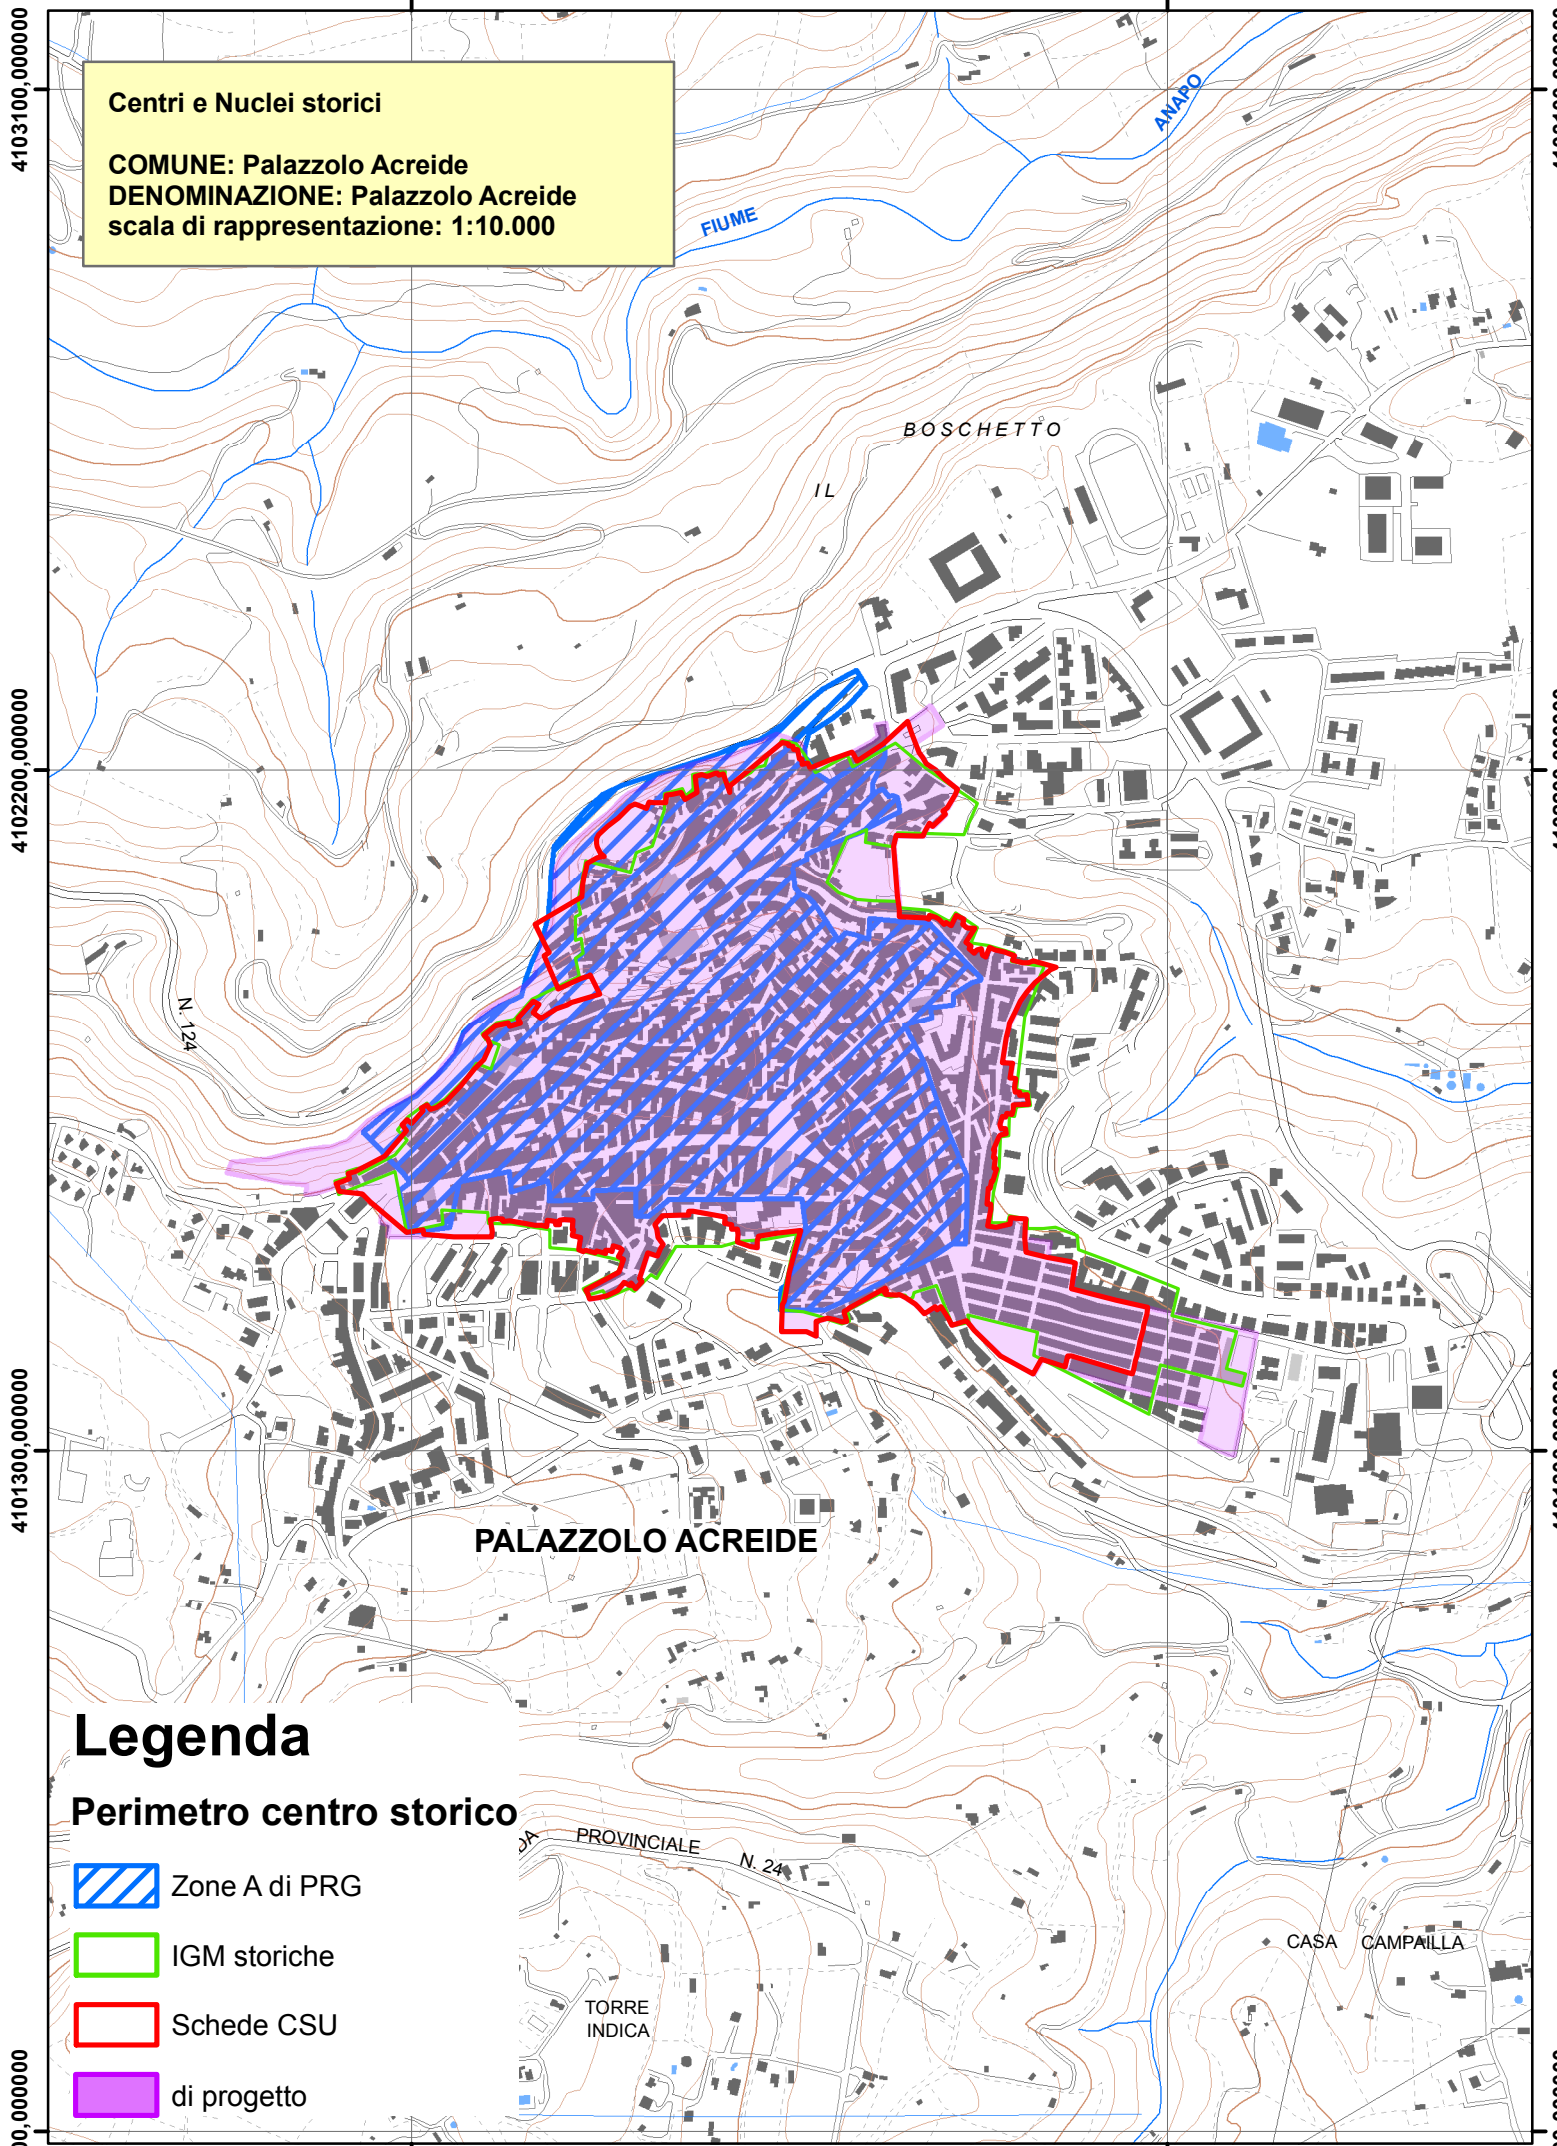 Centri e Nuclei storici
COMUNE: Palazzolo Acreide
DENOMINAZIONE: Palazzolo Acreide
scala di rappresentazione: 1:10.000
4103100,000000
ANAPO
FIUME
BOSCHETTO
IL
4102200,000000
N. 124
4101300,000000
PALAZZOLO ACREIDE
Legenda
Perimetro centro storico
Zone A di PRG
IGM storiche
Schede CSU
di progetto
PROVINCIALE
N. 24
CASA CAMPAILLA
TORRE
INDICA